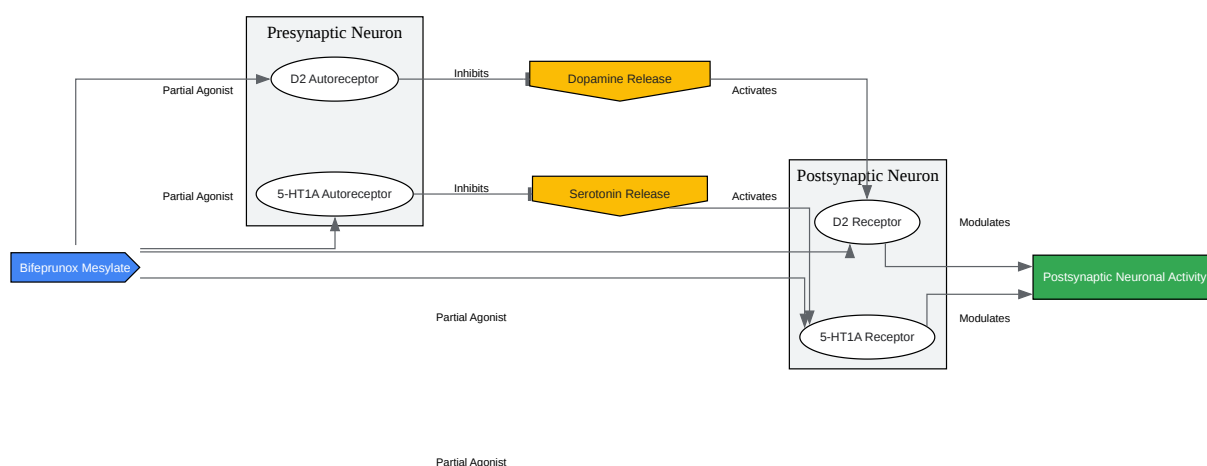 Presynaptic Neuron
D2 Autoreceptor
Inhibits
Dopamine Release
Partial Agonist
Activates
5-HT1A Autoreceptor
Inhibits
Serotonin Release
Partial Agonist
Activates
Postsynaptic Neuron
D2 Receptor
Modulates
Bifeprunox Mesylate
Postsynaptic Neuronal Activity
Partial Agonist
Modulates
5-HT1A Receptor
Partial Agonist